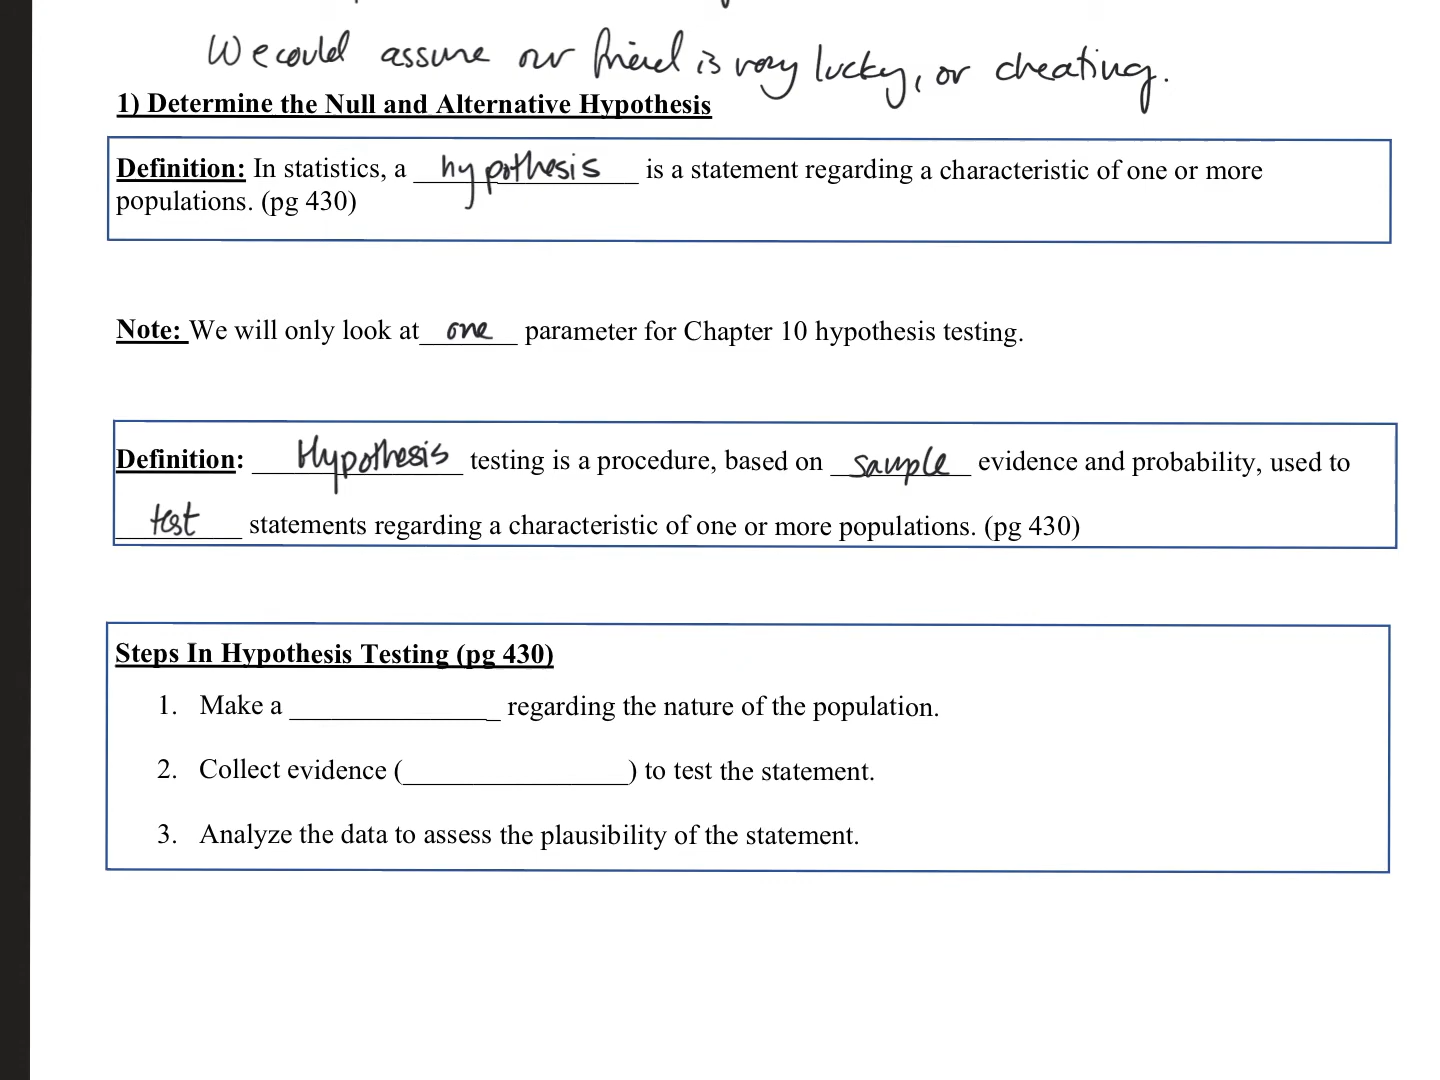 We could assume our friend is very lucky, or cheating.
1) Determine the Null and Alternative Hypothesis
Definition: In statistics, a hypothesis is a statement regarding a characteristic of one or more
populations. (pg 430)
Note: We will only look at one parameter for Chapter 10 hypothesis testing.
Definition: Hypothesis testing is a procedure, based on sample evidence and probability, used to
test statements regarding a characteristic of one or more populations. (pg 430)
Steps In Hypothesis Testing (pg 430)
1. Make a _______________ regarding the nature of the population.
2. Collect evidence (________________) to test the statement.
3. Analyze the data to assess the plausibility of the statement.